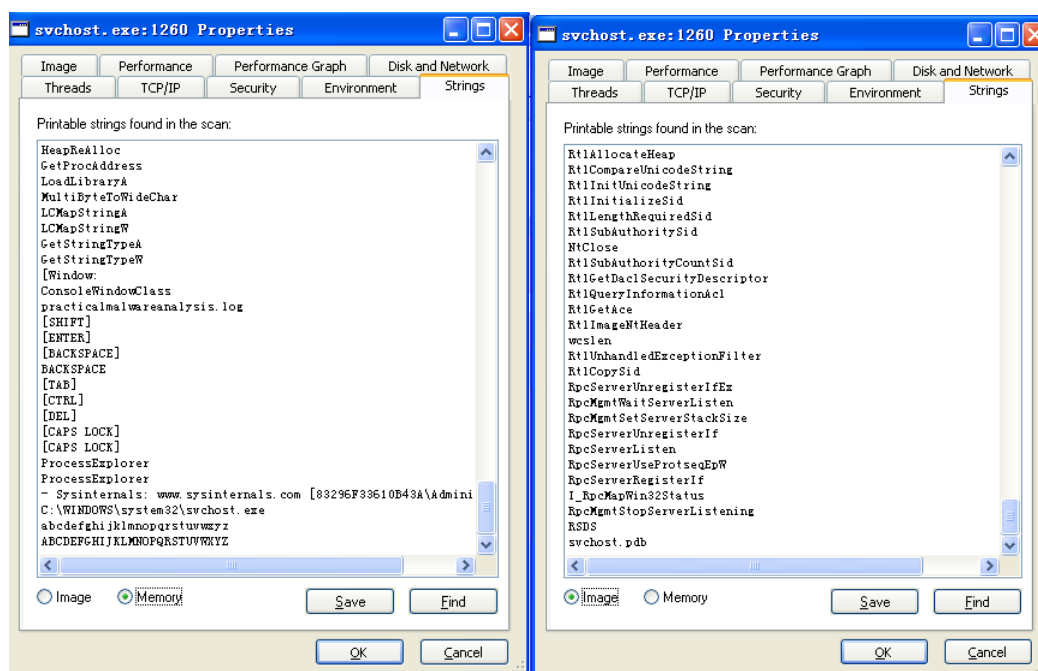 svchost.exe:1260 Properties
Image
Performance
Performance Graph
Disk and Network
Threads
TCP/IP
Security
Environment
Strings
Printable strings found in the scan:
HeapReAlloc
GetProcAddress
LoadLibraryA
MultiByteToWideChar
LCMapStringA
LCMapStringW
GetStringTypeA
GetStringTypeW
[Window:
ConsoleWindowClass
practicalmalwareanalysis.log
[SHIFT]
[ENTER]
[BACKSPACE]
BACKSPACE
[TAB]
[CTRL]
[DEL]
[CAPS LOCK]
[CAPS LOCK]
ProcessExplorer
ProcessExplorer
- Sysinternals: www.sysinternals.com [83296F33610B43A\Admini
C:\WINDOWS\system32\svchost.exe
abcdefghijklmnopqrstuvwxyz
ABCDEFGHIJKLMNOPQRSTUVWXYZ
Image
Memory
Save
Find
OK
Cancel
svchost.exe:1260 Properties
Image
Performance
Performance Graph
Disk and Network
Threads
TCP/IP
Security
Environment
Strings
Printable strings found in the scan:
RtlAllocateHeap
RtlCompareUnicodeString
RtlInitUnicodeString
RtlInitializeSid
RtlLengthRequiredSid
RtlSubAuthoritySid
NtClose
RtlSubAuthorityCountSid
RtlGetDaclSecurityDescriptor
RtlQueryInformationAcl
RtlGetAce
RtlImageNtHeader
wcslen
RtlUnhandledExceptionFilter
RtlCopySid
RpcServerUnregisterIfEx
RpcMgmtWaitServerListen
RpcMgmtSetServerStackSize
RpcServerUnregisterIf
RpcServerListen
RpcServerUseProtseqEpW
RpcServerRegisterIf
I_RpcMapWin32Status
RpcMgmtStopServerListening
RSDS
svchost.pdb
Image
Memory
Save
Find
OK
Cancel